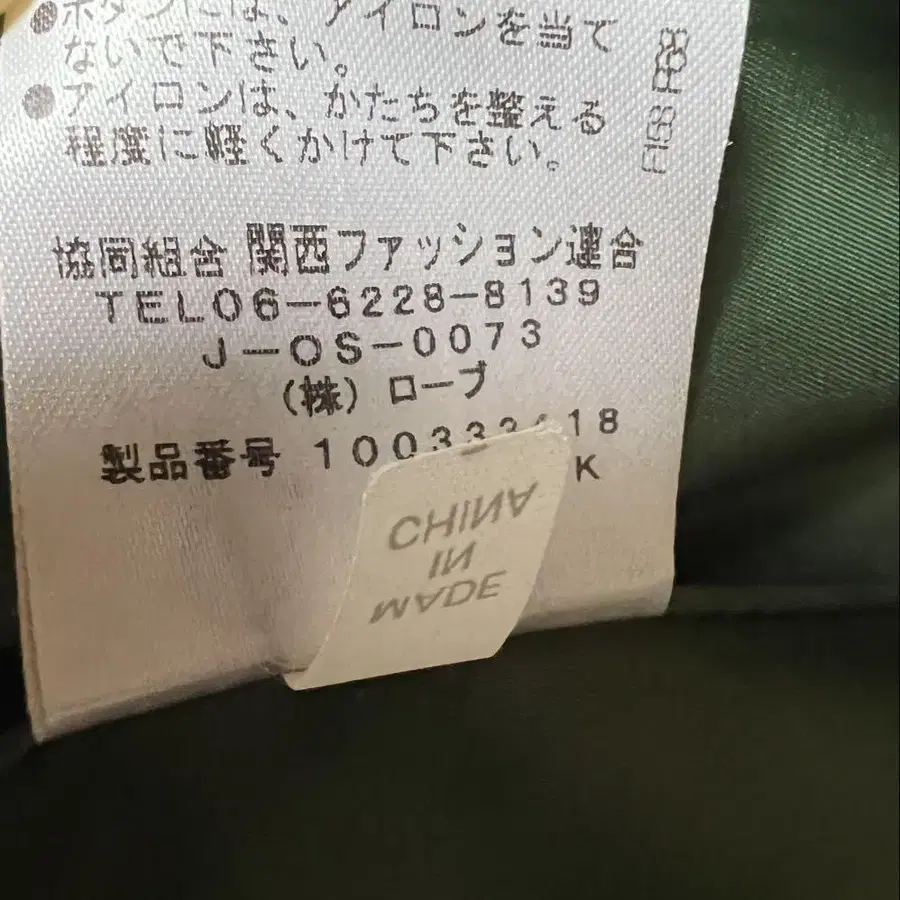 ●ボタンには、アイロンを当て
ないで下さい。
●アイロンは、かたちを整える
程度に軽くかけて下さい。
協同組合 関西ファッション連合
TEL06-6228-8139
J-OS-0073
(株) ローブ
製品番号
K
CHINA
IN
MADE